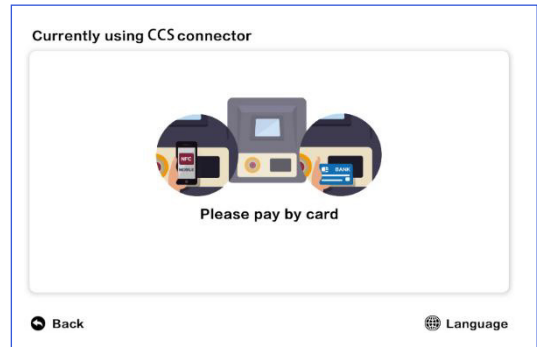 Currently using CCS connector
NFC
MOBILE
BANK
Please pay by card
Back
Language